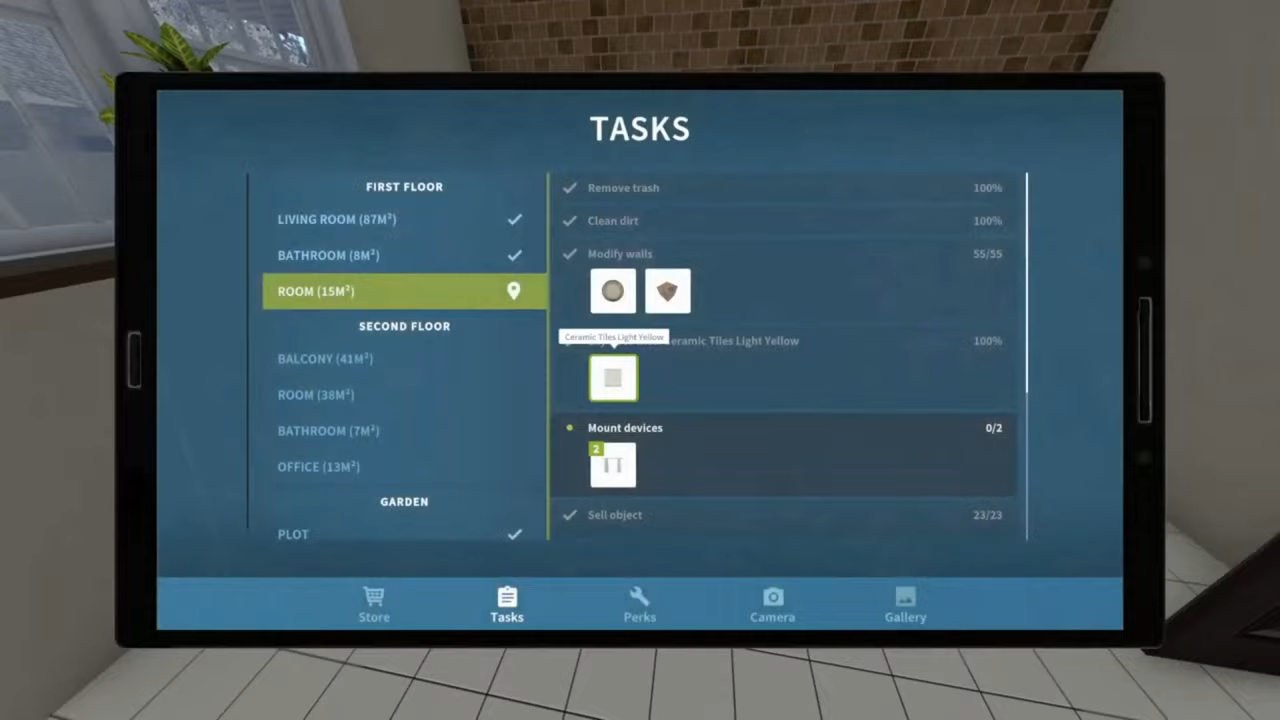 TASKS
FIRST FLOOR
LIVING ROOM (87M²)
BATHROOM (8M²)
ROOM (15M²)
SECOND FLOOR
BALCONY (41M²)
ROOM (38M²)
BATHROOM (7M²)
OFFICE (13M²)
GARDEN
PLOT
Remove trash 100%
Clean dirt 100%
Modify walls 55/55
Ceramic Tiles Light Yellow
Ceramic Tiles Light Yellow 100%
Mount devices 0/2
2
Sell object 23/23
Store Tasks Perks Camera Gallery